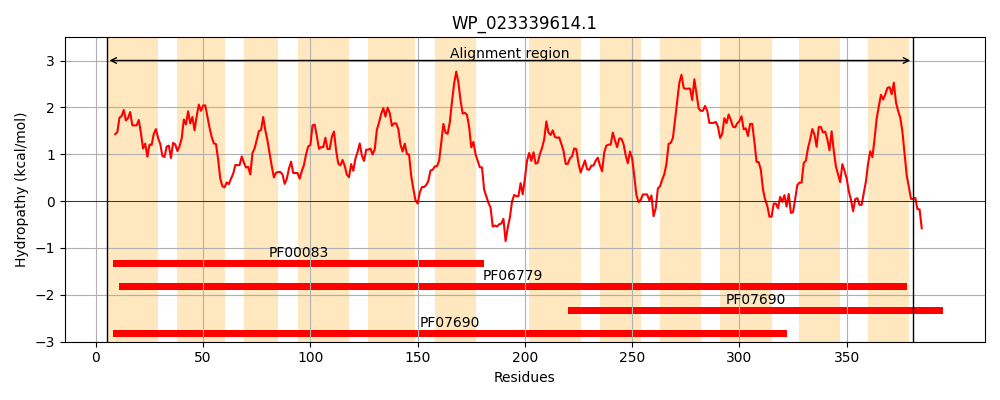 WP_023339614.1
Alignment region
Hydropathy (kcal/mol)
3
2
1
0
−1
−2
−3
PF00083
PF06779
PF07690
PF07690
0 50 100 150 200 250 300 350
Residues